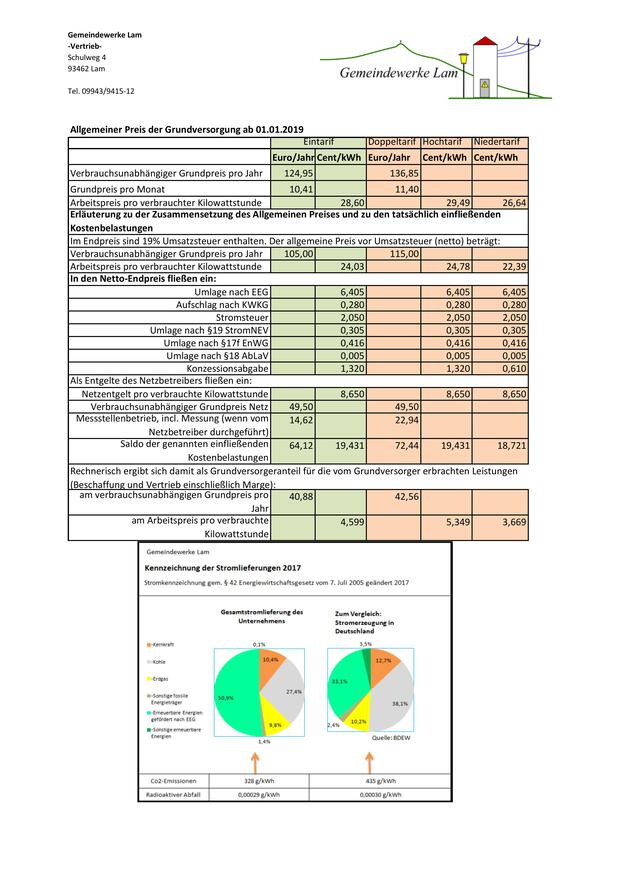 Gemeindewerke Lam
-Vertrieb-
Schulweg 4
93462 Lam
Tel. 09943/9415-12
Gemeindewerke Lam
Allgemeiner Preis der Grundversorgung ab 01.01.2019
Eintarif Doppeltarif Hochtarif Niedertarif
Euro/Jahr Cent/kWh Euro/Jahr Cent/kWh Cent/kWh
Verbrauchsunabhängiger Grundpreis pro Jahr 124,95 136,85
Grundpreis pro Monat 10,41 11,40
Arbeitspreis pro verbrauchter Kilowattstunde 28,60 29,49 26,64
Erläuterung zu der Zusammensetzung des Allgemeinen Preises und zu den tatsächlich einfließenden
Kostenbelastungen
Im Endpreis sind 19% Umsatzsteuer enthalten. Der allgemeine Preis vor Umsatzsteuer (netto) beträgt:
Verbrauchsunabhängiger Grundpreis pro Jahr 105,00 115,00
Arbeitspreis pro verbrauchter Kilowattstunde 24,03 24,78 22,39
In den Netto-Endpreis fließen ein:
Umlage nach EEG 6,405 6,405 6,405
Aufschlag nach KWKG 0,280 0,280 0,280
Stromsteuer 2,050 2,050 2,050
Umlage nach §19 StromNEV 0,305 0,305 0,305
Umlage nach §17f EnWG 0,416 0,416 0,416
Umlage nach §18 AbLaV 0,005 0,005 0,005
Konzessionsabgabe 1,320 1,320 0,610
Als Entgelte des Netzbetreibers fließen ein:
Netzentgelt pro verbrauchte Kilowattstunde 8,650 8,650 8,650
Verbrauchsunabhängiger Grundpreis Netz 49,50 49,50
Messstellenbetrieb, incl. Messung (wenn vom 14,62 22,94
Netzbetreiber durchgeführt)
Saldo der genannten einfließenden 64,12 19,431 72,44 19,431 18,721
Kostenbelastungen
Rechnerisch ergibt sich damit als Grundversorgeranteil für die vom Grundversorger erbrachten Leistungen
(Beschaffung und Vertrieb einschließlich Marge):
am verbrauchsunabhängigen Grundpreis pro 40,88 42,56
Jahr
am Arbeitspreis pro verbrauchte 4,599 5,349 3,669
Kilowattstunde
Gemeindewerke Lam
Kennzeichnung der Stromlieferungen 2017
Stromkennzeichnung gem. § 42 Energiewirtschaftsgesetz vom 7. Juli 2005 geändert 2017
Gesamtstromlieferung des
Unternehmens
Zum Vergleich:
Stromerzeugung in
Deutschland
Kernkraft
Kohle
Erdgas
Sonstige fossile
Energieträger
Erneuerbare Energien
gefördert nach EEG
Sonstige erneuerbare
Energien
0,1%
10,4%
27,4%
9,8%
1,4%
50,9%
5,5%
12,7%
38,1%
10,2%
2,4%
33,1%
Quelle: BDEW
Co2-Emissionen 328 g/kWh 435 g/kWh
Radioaktiver Abfall 0,00029 g/kWh 0,00030 g/kWh